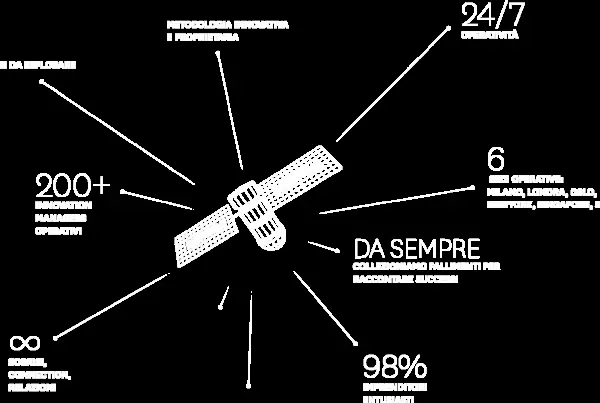 METODOLOGIA INNOVATIVA
E PROPRIETARIA
24/7
OPERATIVITÀ
E DA ESPLORARE
6
SEDI OPERATIVE:
MILANO, LONDRA, OSLO,
SINGAPORE,
200+
INNOVATION
MANAGERS
OPERATIVI
DA SEMPRE
COLLEZIONIAMO FALLIMENTI PER
RACCONTARE SUCCESSI
∞
CONNECTION,
RELAZIONI
98%
IMPRENDITORI
ENTUSIASTI